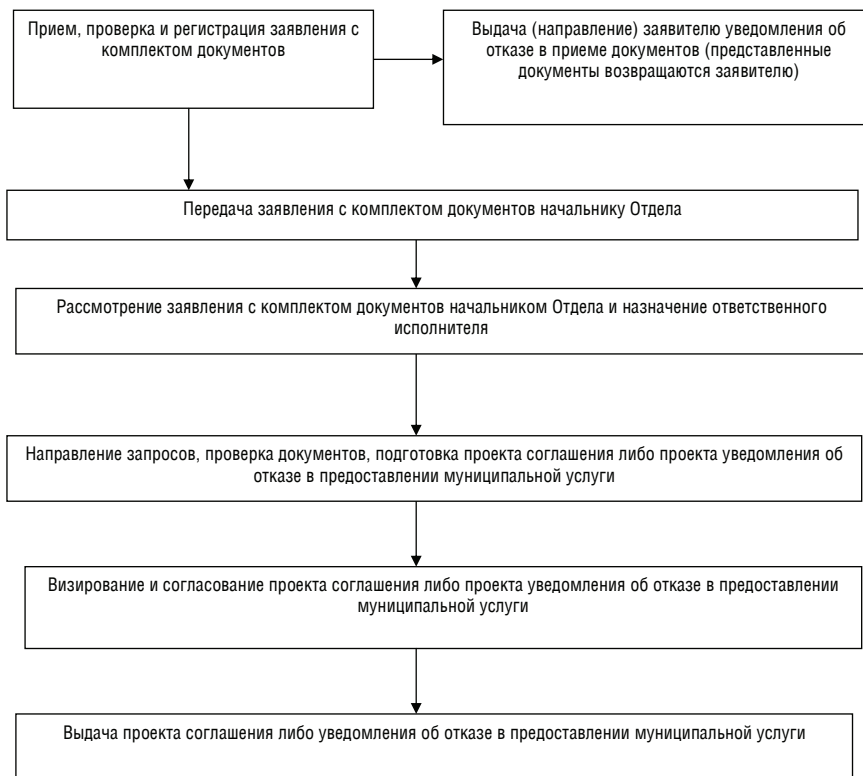 Прием, проверка и регистрация заявления с
комплектом документов
Выдача (направление) заявителю уведомления об
отказе в приеме документов (представленные
документы возвращаются заявителю)
Передача заявления с комплектом документов начальнику Отдела
Рассмотрение заявления с комплектом документов начальником Отдела и назначение ответственного
исполнителя
Направление запросов, проверка документов, подготовка проекта соглашения либо проекта уведомления об
отказе в предоставлении муниципальной услуги
Визирование и согласование проекта соглашения либо проекта уведомления об отказе в предоставлении
муниципальной услуги
Выдача проекта соглашения либо уведомления об отказе в предоставлении муниципальной услуги